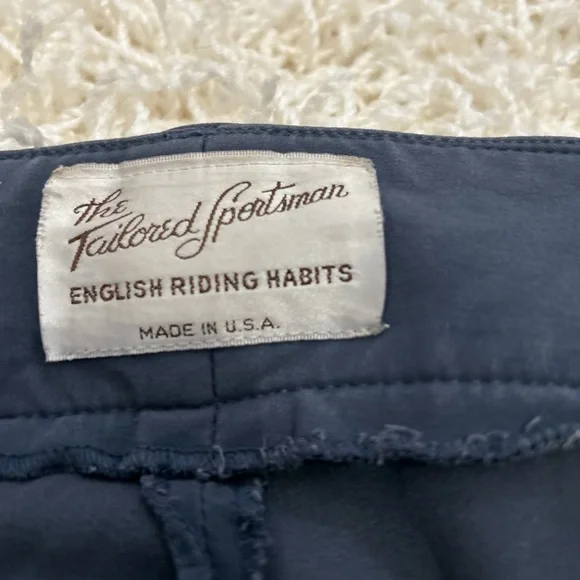 The
Tailored Sportsman
ENGLISH RIDING HABITS
MADE IN U.S.A.